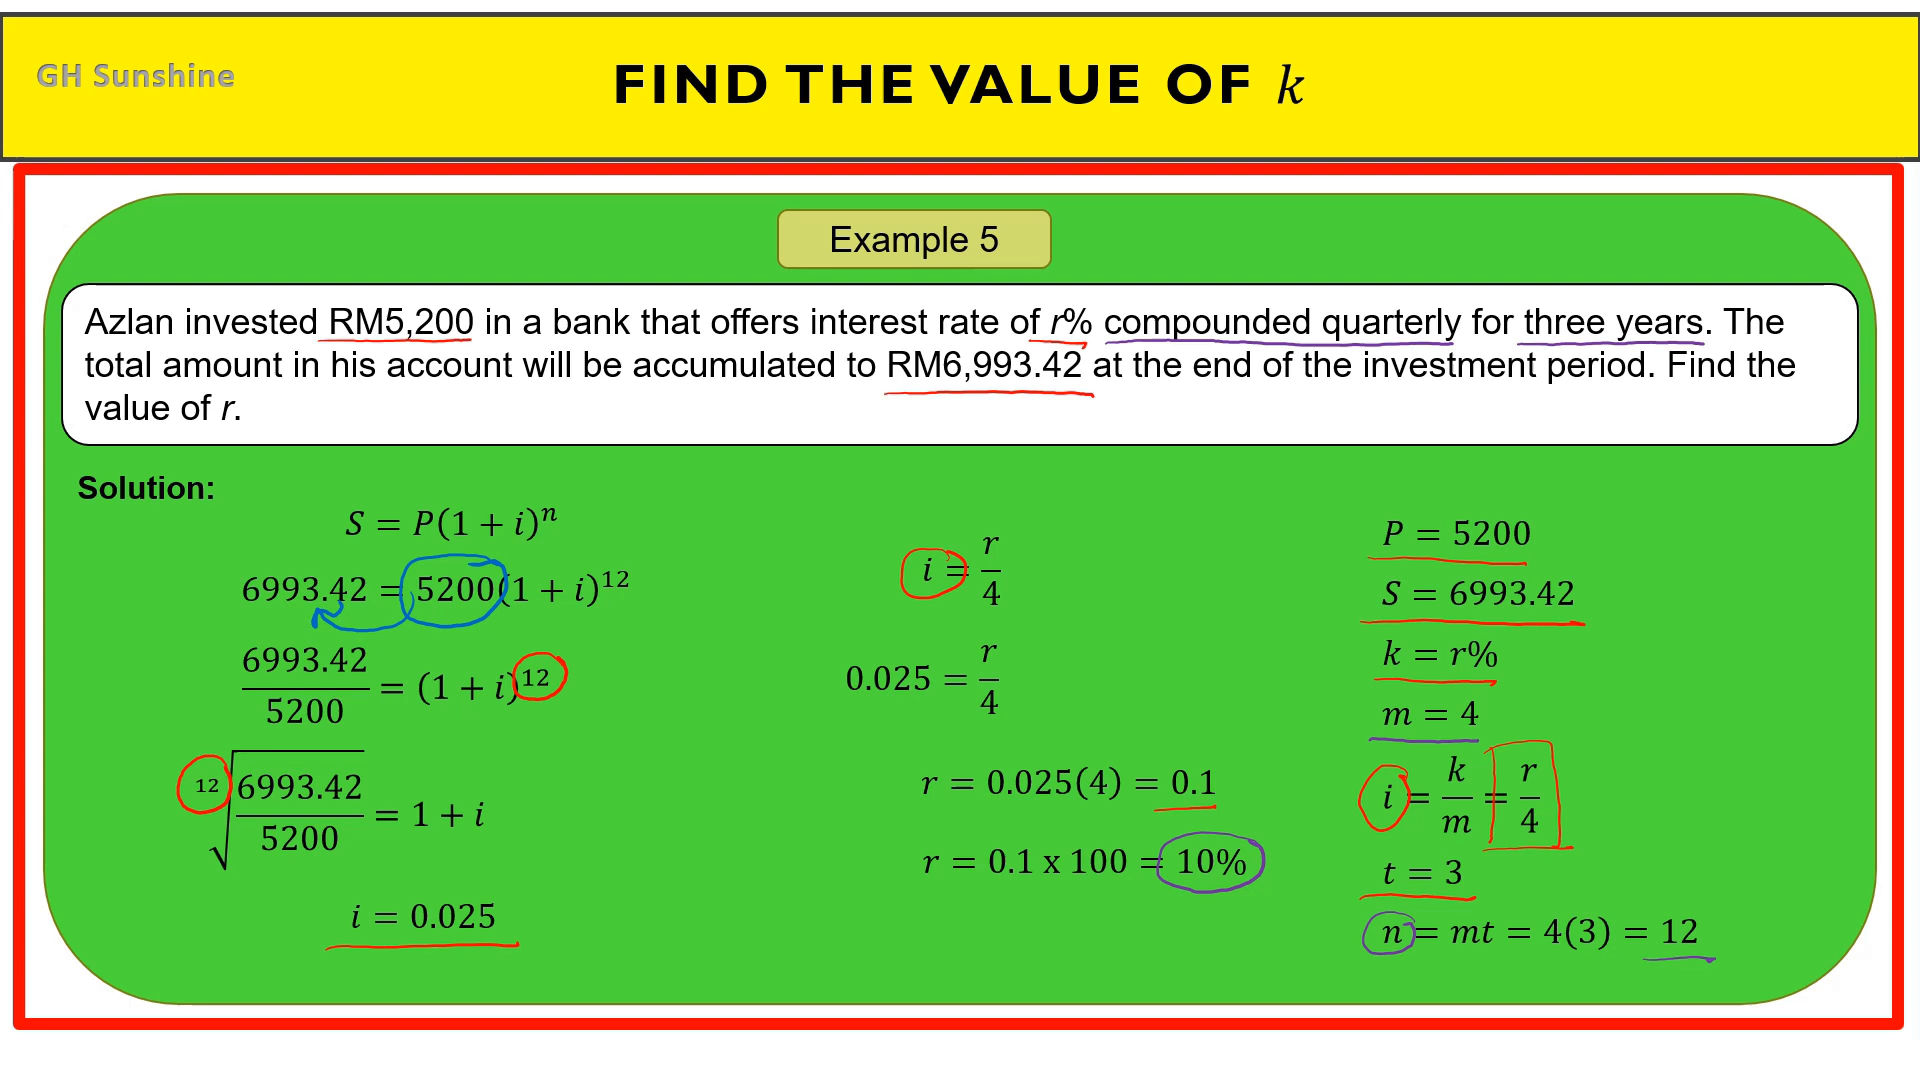 GH Sunshine
FIND THE VALUE OF k
Example 5
Azlan invested RM5,200 in a bank that offers interest rate of r% compounded quarterly for three years. The
total amount in his account will be accumulated to RM6,993.42 at the end of the investment period. Find the
value of r.
Solution:
S = P(1 + i)^n
6993.42 = 5200(1 + i)^12
6993.42/5200 = (1 + i)^12
¹²√(6993.42/5200) = 1 + i
i = 0.025
i = r/4
0.025 = r/4
r = 0.025(4) = 0.1
r = 0.1 x 100 = 10%
P = 5200
S = 6993.42
k = r%
m = 4
i = k/m = r/4
t = 3
n = mt = 4(3) = 12